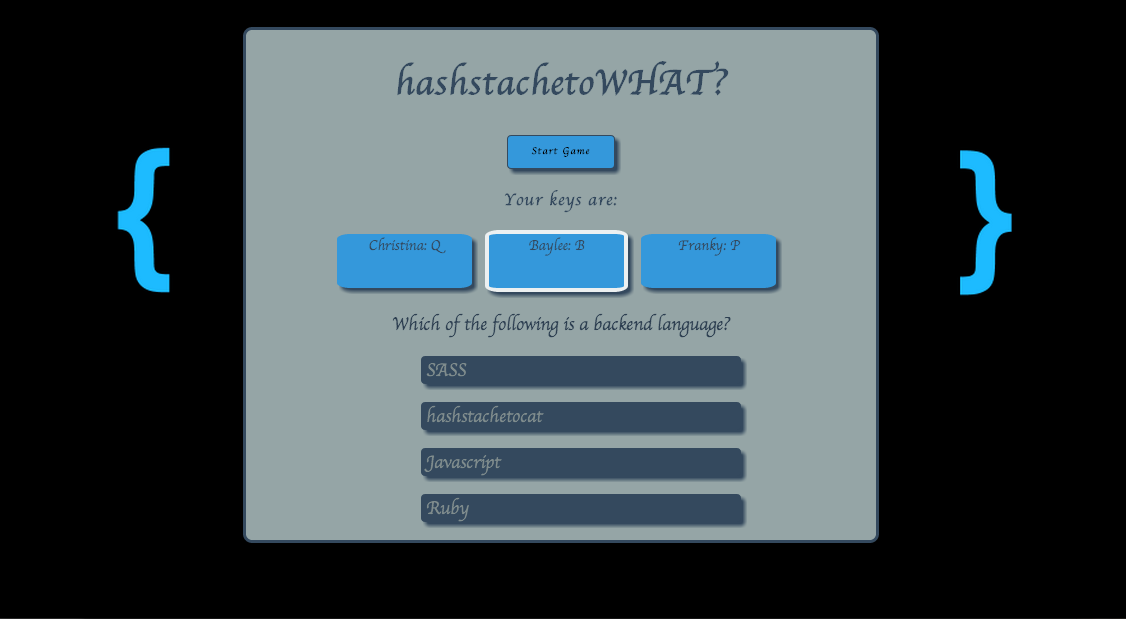 hashstachetoWHAT?
Start Game
{ }
Your keys are:
Christina: Q Baylee: B Franky: P
Which of the following is a backend language?
SASS
hashstachetocat
Javascript
Ruby